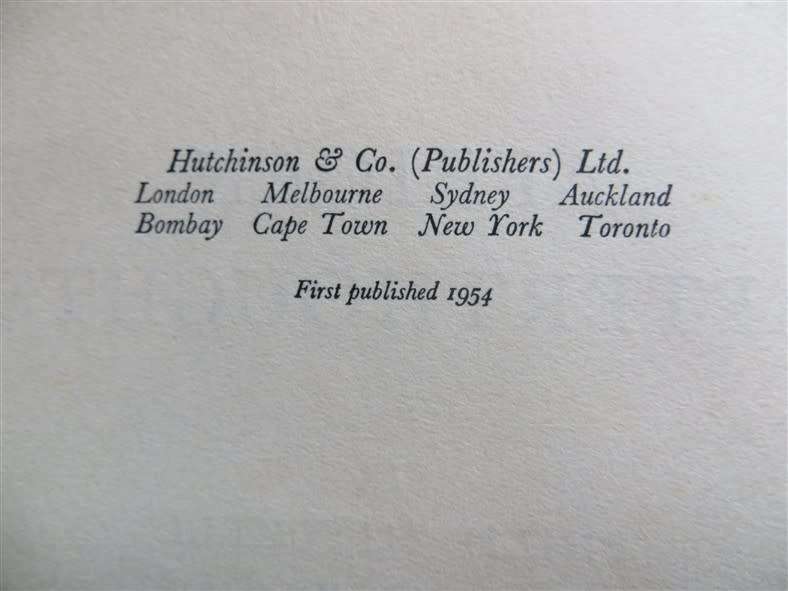 Hutchinson & Co. (Publishers) Ltd.
London Melbourne Sydney Auckland
Bombay Cape Town New York Toronto
First published 1954